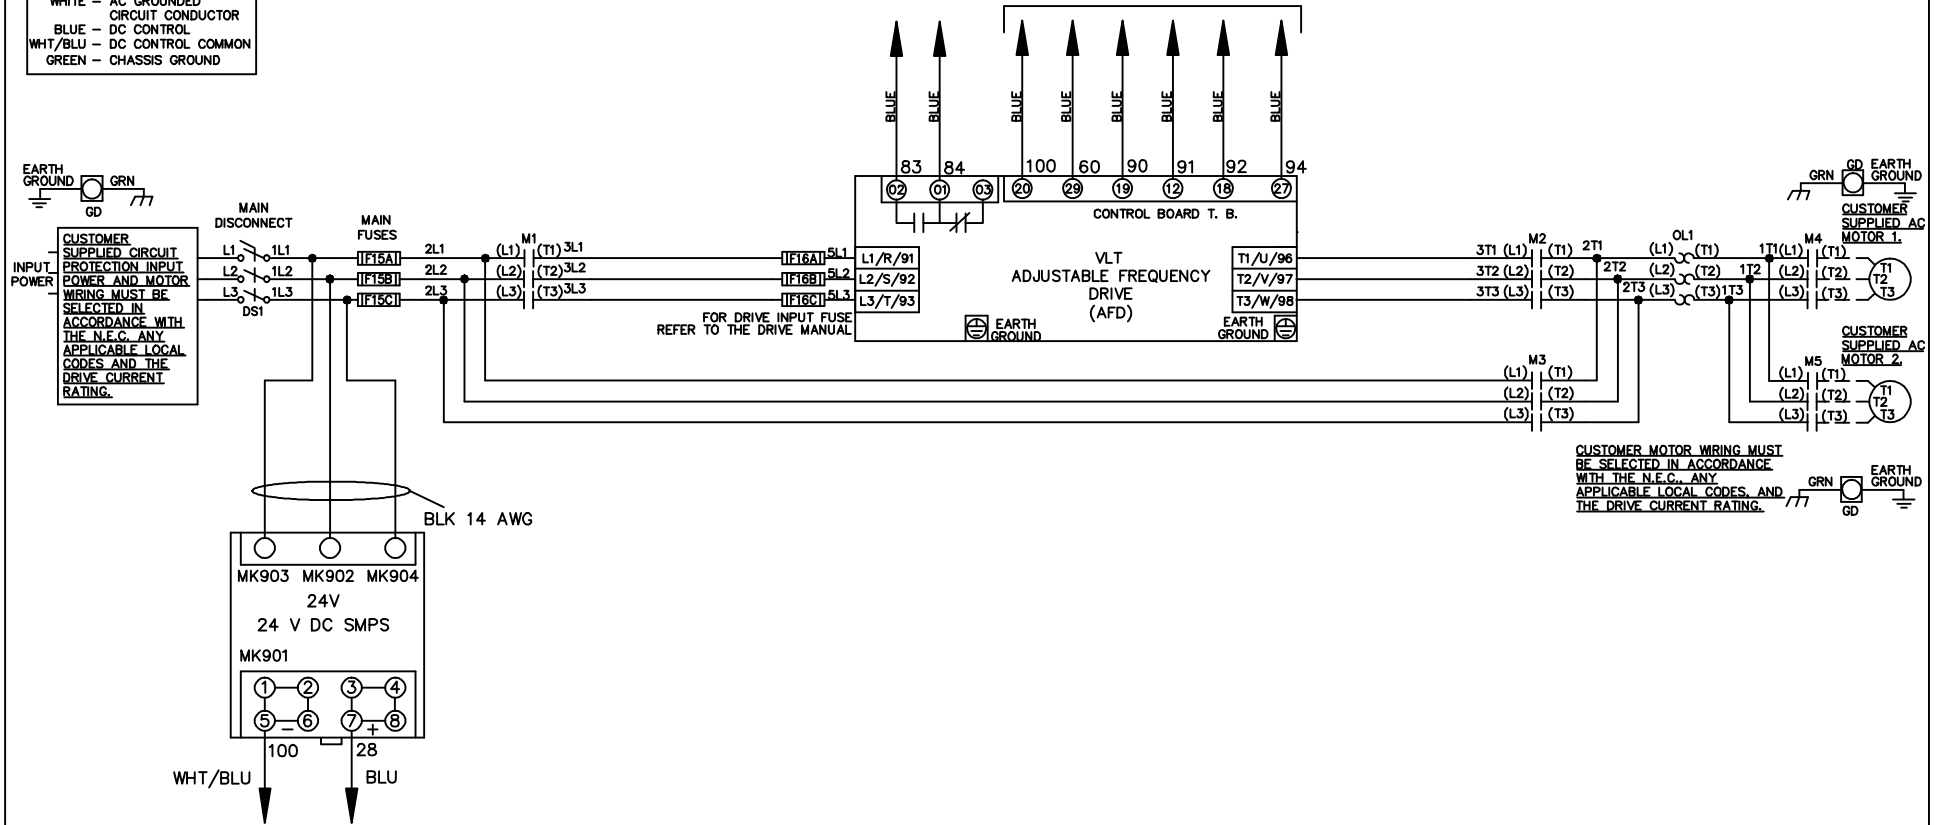 WHITE – AC GROUNDED
CIRCUIT CONDUCTOR
BLUE – DC CONTROL
WHT/BLU – DC CONTROL COMMON
GREEN – CHASSIS GROUND
BLUE BLUE BLUE BLUE BLUE BLUE BLUE BLUE
83 84 100 60 90 91 92 94
02 01 03 20 29 19 12 18 27
CONTROL BOARD T. B.
EARTH
GROUND
GRN
GD
MAIN
DISCONNECT
MAIN
FUSES
CUSTOMER
SUPPLIED CIRCUIT
PROTECTION INPUT
POWER AND MOTOR
WIRING MUST BE
SELECTED IN
ACCORDANCE WITH
THE N.E.C. ANY
APPLICABLE LOCAL
CODES AND THE
DRIVE CURRENT
RATING.
INPUT
POWER
L1 1L1 F15A 2L1 (L1) M1 (T1) 3L1 F16A 5L1 L1/R/91
L2 1L2 F15B 2L2 (L2) (T2) 3L2 F16B 5L2 L2/S/92
L3 1L3 F15C 2L3 (L3) (T3) 3L3 F16C 5L3 L3/T/93
DS1
FOR DRIVE INPUT FUSE
REFER TO THE DRIVE MANUAL
VLT
ADJUSTABLE FREQUENCY
DRIVE
(AFD)
EARTH
GROUND
EARTH
GROUND
T1/U/96 3T1 (L1) M2 (T1) 2T1 (L1) OL1 (T1) 1T1 (L1) M4 (T1)
T2/V/97 3T2 (L2) (T2) 2T2 (L2) (T2) 1T2 (L2) (T2)
T3/W/98 3T3 (L3) (T3) 2T3 (L3) (T3) 1T3 (L3) (T3)
T1
T2
T3
GRN
GD
EARTH
GROUND
CUSTOMER
SUPPLIED AC
MOTOR 1.
M3
(L1) (T1)
(L2) (T2)
(L3) (T3)
CUSTOMER
SUPPLIED AC
MOTOR 2.
M5
(L1) (T1)
(L2) (T2)
(L3) (T3)
T1
T2
T3
CUSTOMER MOTOR WIRING MUST
BE SELECTED IN ACCORDANCE
WITH THE N.E.C., ANY
APPLICABLE LOCAL CODES, AND
THE DRIVE CURRENT RATING.
GRN
GD
EARTH
GROUND
BLK 14 AWG
MK903 MK902 MK904
24V
24 V DC SMPS
MK901
1 2 3 4
5 – 6 7 + 8
100 28
WHT/BLU BLU